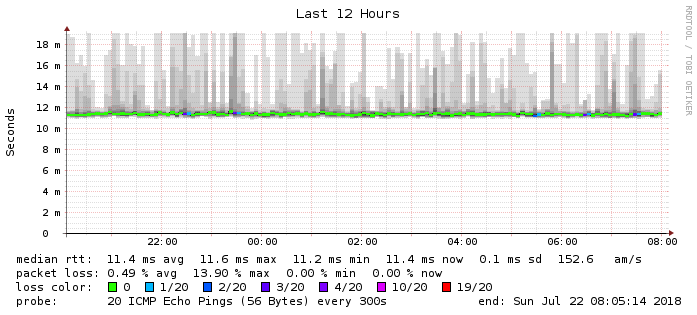 Last 12 Hours
RRDTOOL / TOBI OETIKER
Seconds
18 m
16 m
14 m
12 m
10 m
8 m
6 m
4 m
2 m
0
22:00 00:00 02:00 04:00 06:00 08:00
median rtt: 11.4 ms avg 11.6 ms max 11.2 ms min 11.4 ms now 0.1 ms sd 152.6 am/s
packet loss: 0.49 % avg 13.90 % max 0.00 % min 0.00 % now
loss color: 0 1/20 2/20 3/20 4/20 10/20 19/20
probe: 20 ICMP Echo Pings (56 Bytes) every 300s end: Sun Jul 22 08:05:14 2018